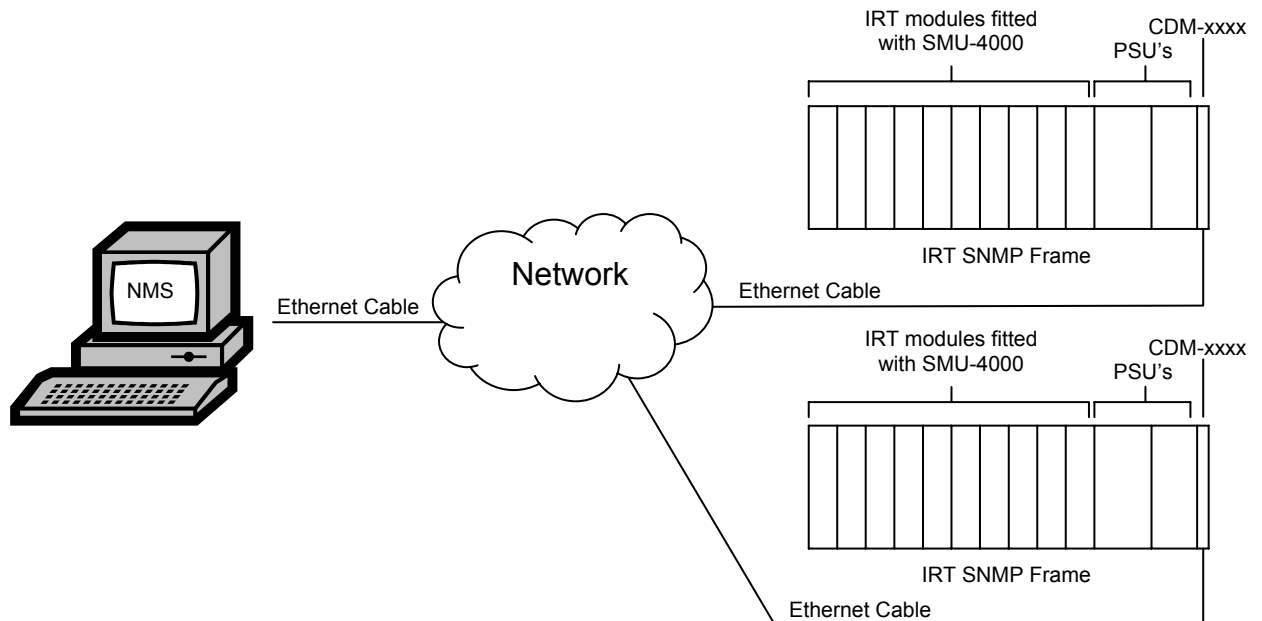 IRT modules fitted
with SMU-4000
CDM-xxxx
PSU's
IRT SNMP Frame
Network
NMS
Ethernet Cable
Ethernet Cable
IRT modules fitted
with SMU-4000
CDM-xxxx
PSU's
IRT SNMP Frame
Ethernet Cable